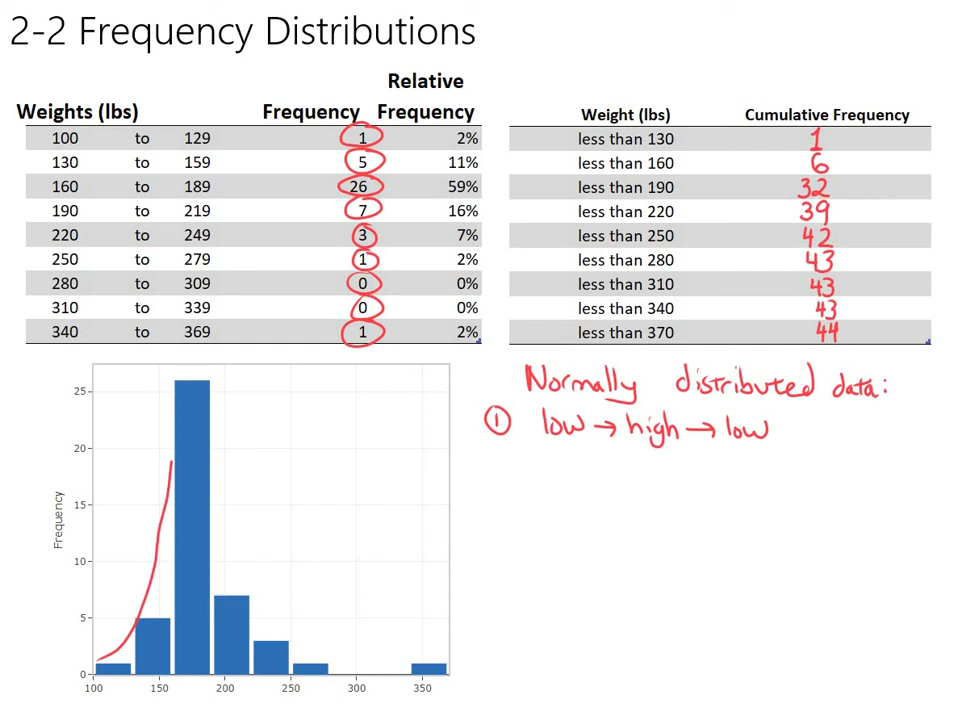 2-2 Frequency Distributions
Relative
Weights (lbs) Frequency Frequency
100 to 129 1 2%
130 to 159 5 11%
160 to 189 26 59%
190 to 219 7 16%
220 to 249 3 7%
250 to 279 1 2%
280 to 309 0 0%
310 to 339 0 0%
340 to 369 1 2%
Weight (lbs) Cumulative Frequency
less than 130 1
less than 160 6
less than 190 32
less than 220 39
less than 250 42
less than 280 43
less than 310 43
less than 340 43
less than 370 44
Normally distributed data:
① low → high → low
25
20
15
10
5
0
Frequency
100 150 200 250 300 350